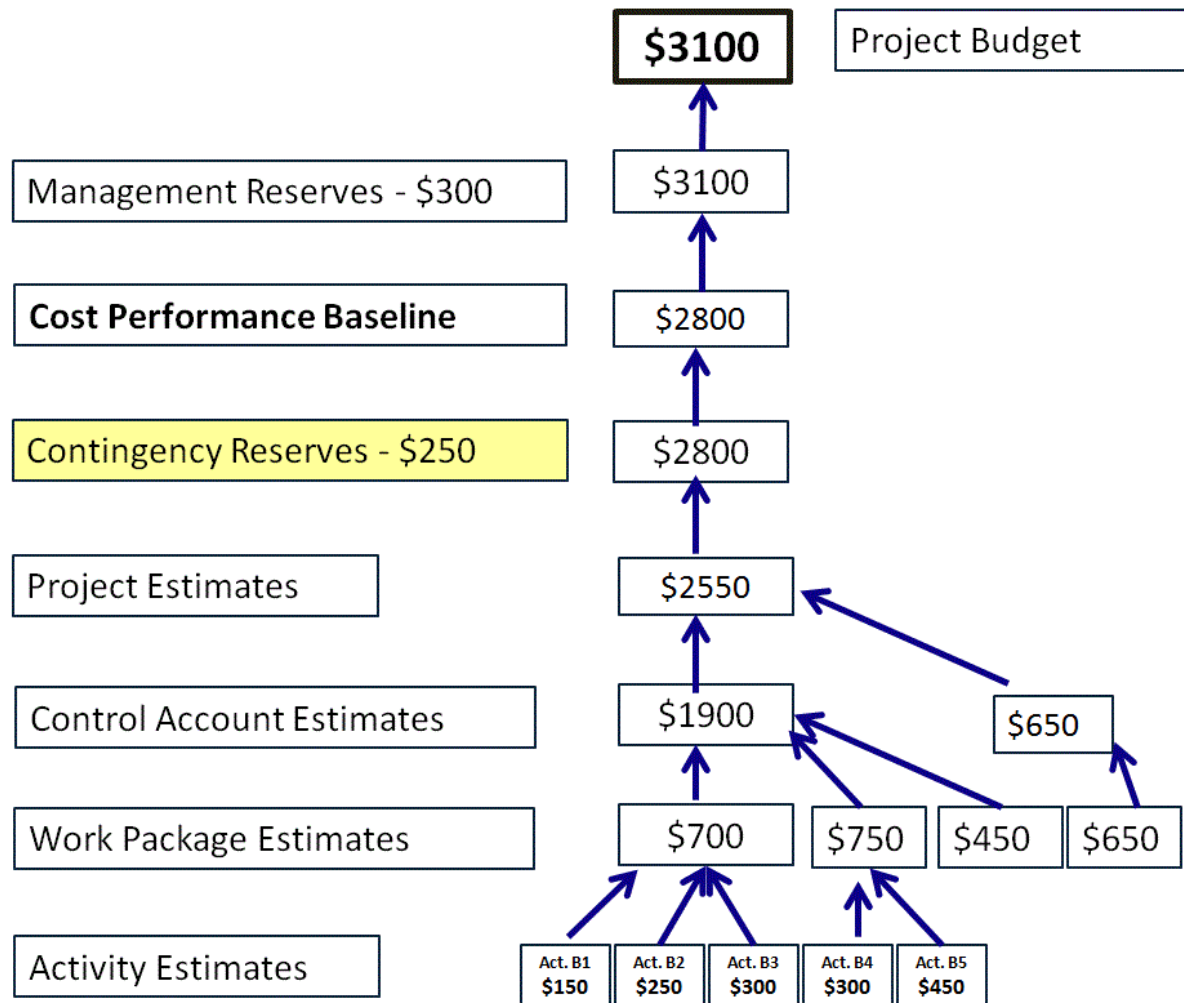 $3100
Project Budget
Management Reserves - $300
$3100
Cost Performance Baseline
$2800
Contingency Reserves - $250
$2800
Project Estimates
$2550
Control Account Estimates
$1900
$650
Work Package Estimates
$700
$750
$450
$650
Activity Estimates
Act. B1
$150
Act. B2
$250
Act. B3
$300
Act. B4
$300
Act. B5
$450